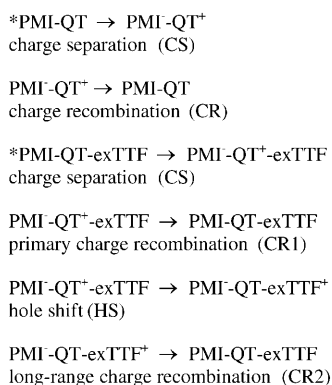 *PMI-QT → PMI⁻-QT⁺
charge separation (CS)
PMI⁻-QT⁺ → PMI-QT
charge recombination (CR)
*PMI-QT-exTTF → PMI⁻-QT⁺-exTTF
charge separation (CS)
PMI⁻-QT⁺-exTTF → PMI-QT-exTTF
primary charge recombination (CR1)
PMI⁻-QT⁺-exTTF → PMI⁻-QT-exTTF⁺
hole shift (HS)
PMI⁻-QT-exTTF⁺ → PMI-QT-exTTF
long-range charge recombination (CR2)